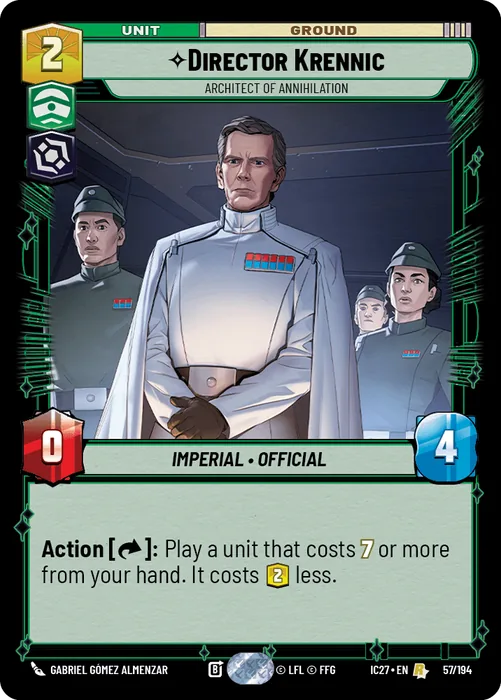 UNIT
GROUND
2
DIRECTOR KRENNIC
ARCHITECT OF ANNIHILATION
0
IMPERIAL • OFFICIAL
4
Action [ ]: Play a unit that costs 7 or more
from your hand. It costs 2 less.
GABRIEL GÓMEZ ALMENZAR
B
© LFL © FFG
IC27 • EN
R
57/194